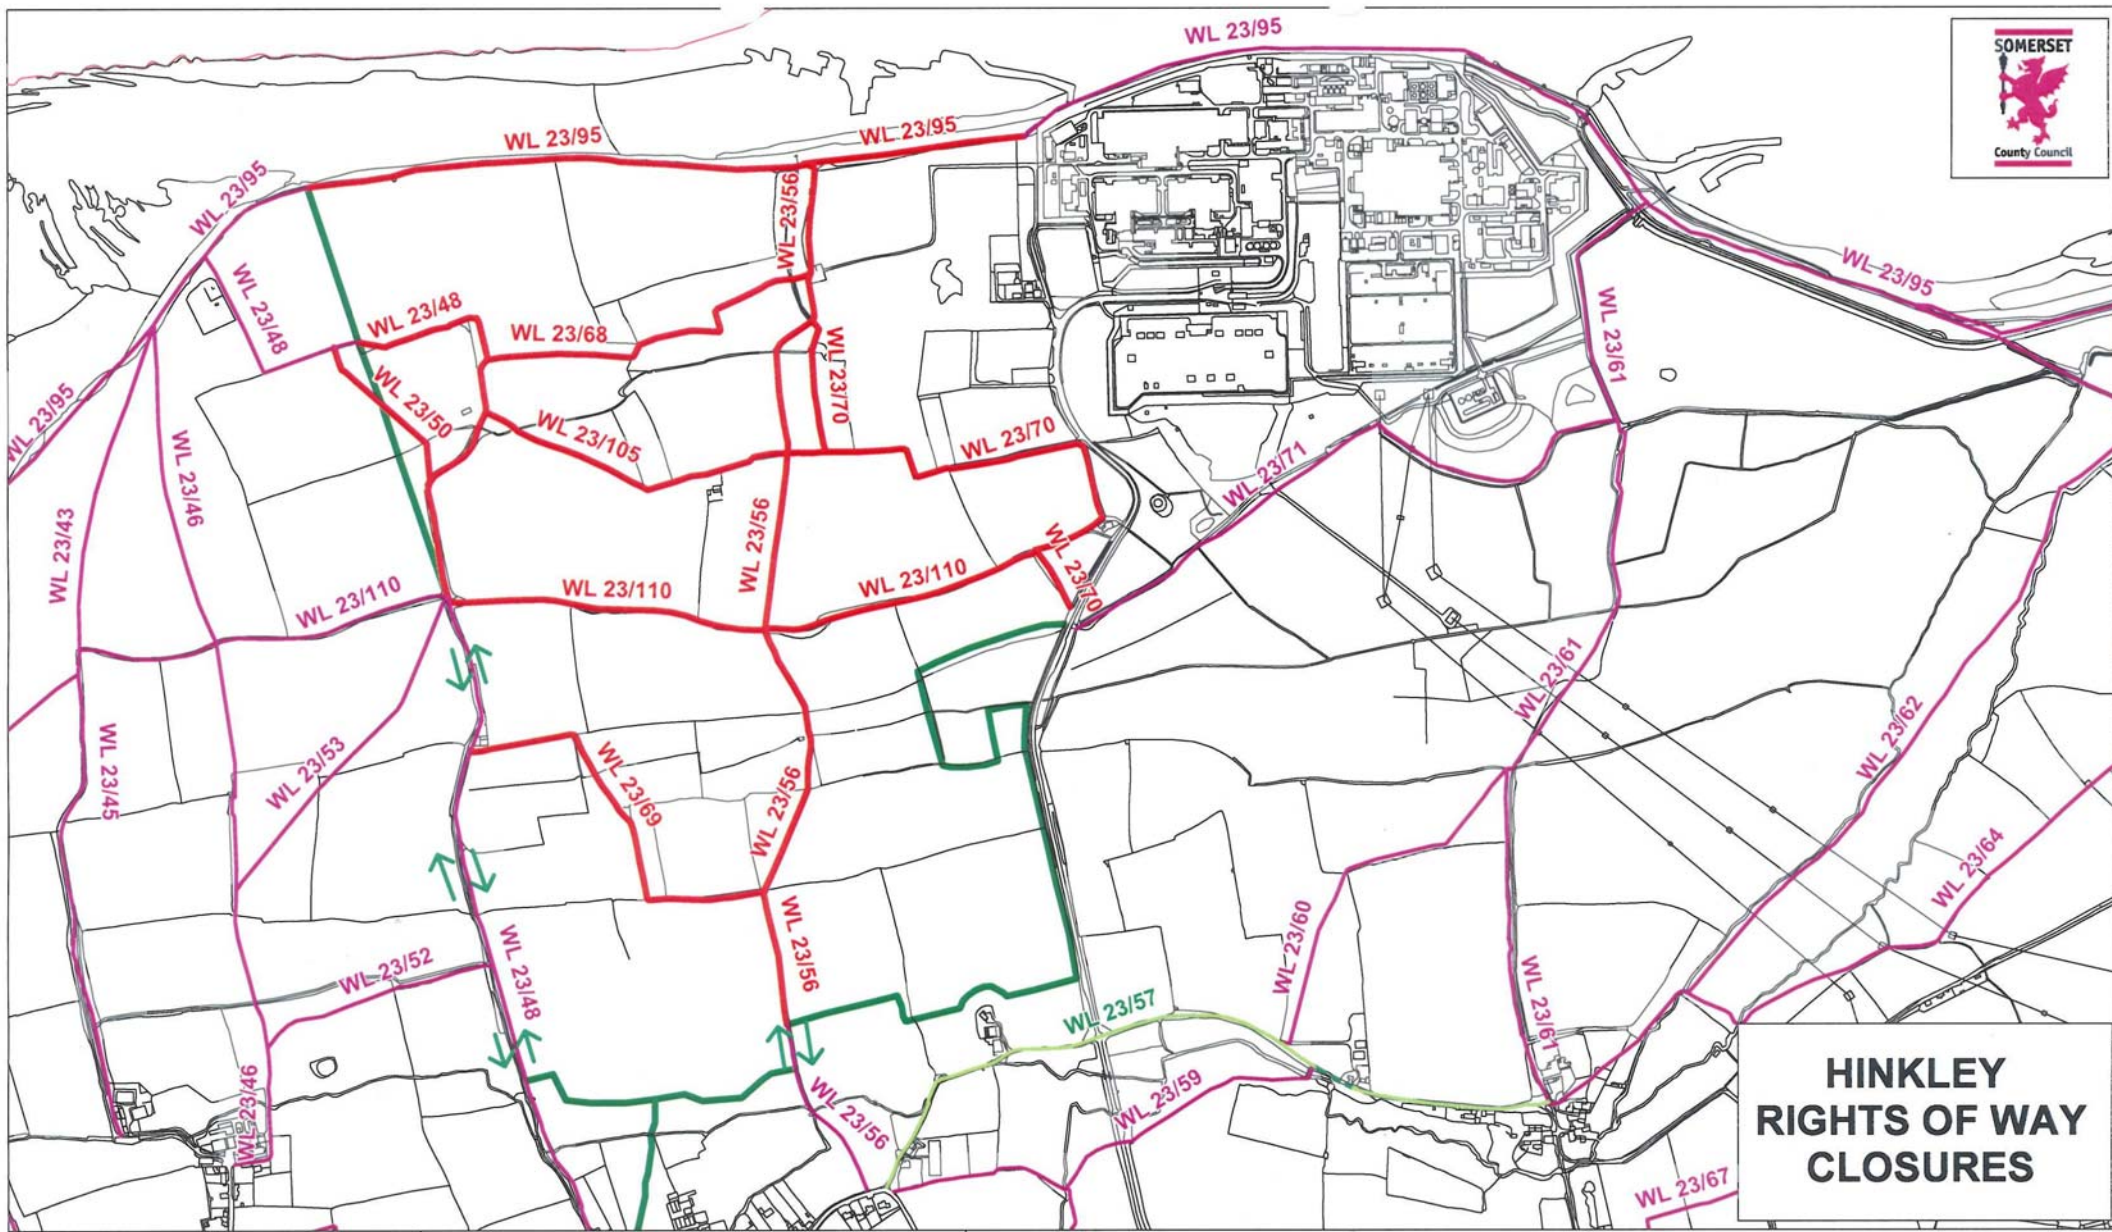 WL 23/95
SOMERSET
County Council
WL 23/95
WL 23/95
WL 23/95
WL 23/56
WL 23/95
WL 23/48
WL 23/48
WL 23/68
WL 23/61
WL 23/70
WL 23/95
WL 23/50
WL 23/105
WL 23/70
WL 23/46
WL 23/71
WL 23/43
WL 23/56
WL 23/70
WL 23/110
WL 23/110
WL 23/110
WL 23/61
WL 23/62
WL 23/45
WL 23/53
WL 23/69
WL 23/56
WL 23/64
WL 23/52
WL 23/48
WL 23/56
WL 23/60
WL 23/57
WL 23/61
WL 23/46
WL 23/56
WL 23/59
WL 23/67
HINKLEY
RIGHTS OF WAY
CLOSURES